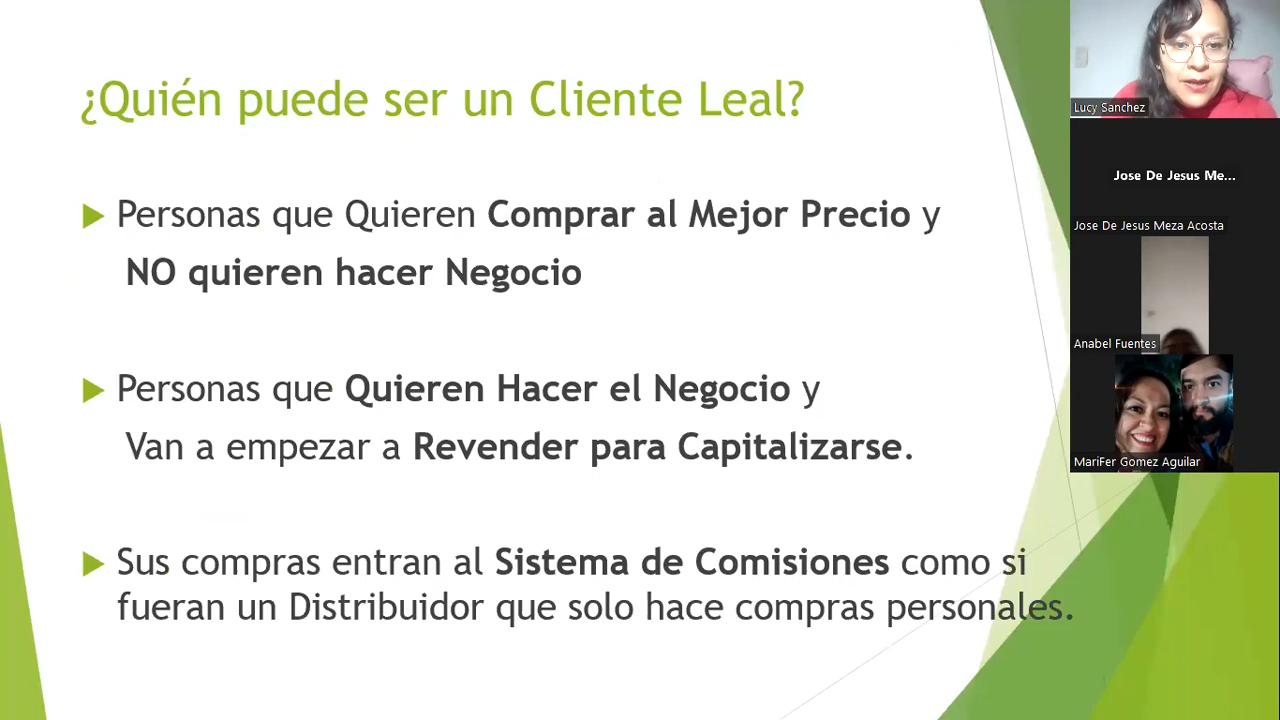 ¿Quién puede ser un Cliente Leal?
Personas que Quieren Comprar al Mejor Precio y
NO quieren hacer Negocio
Personas que Quieren Hacer el Negocio y
Van a empezar a Revender para Capitalizarse.
Sus compras entran al Sistema de Comisiones como si
fueran un Distribuidor que solo hace compras personales.
Lucy Sanchez
Jose De Jesus Me...
Jose De Jesus Meza Acosta
Anabel Fuentes
MariFer Gomez Aguilar